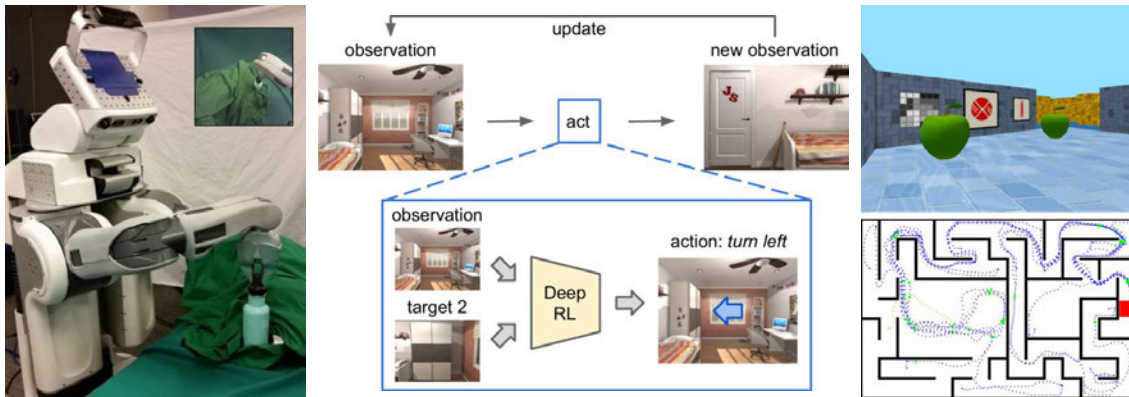 update
observation
new observation
JS
act
observation
action: turn left
target 2
Deep
RL